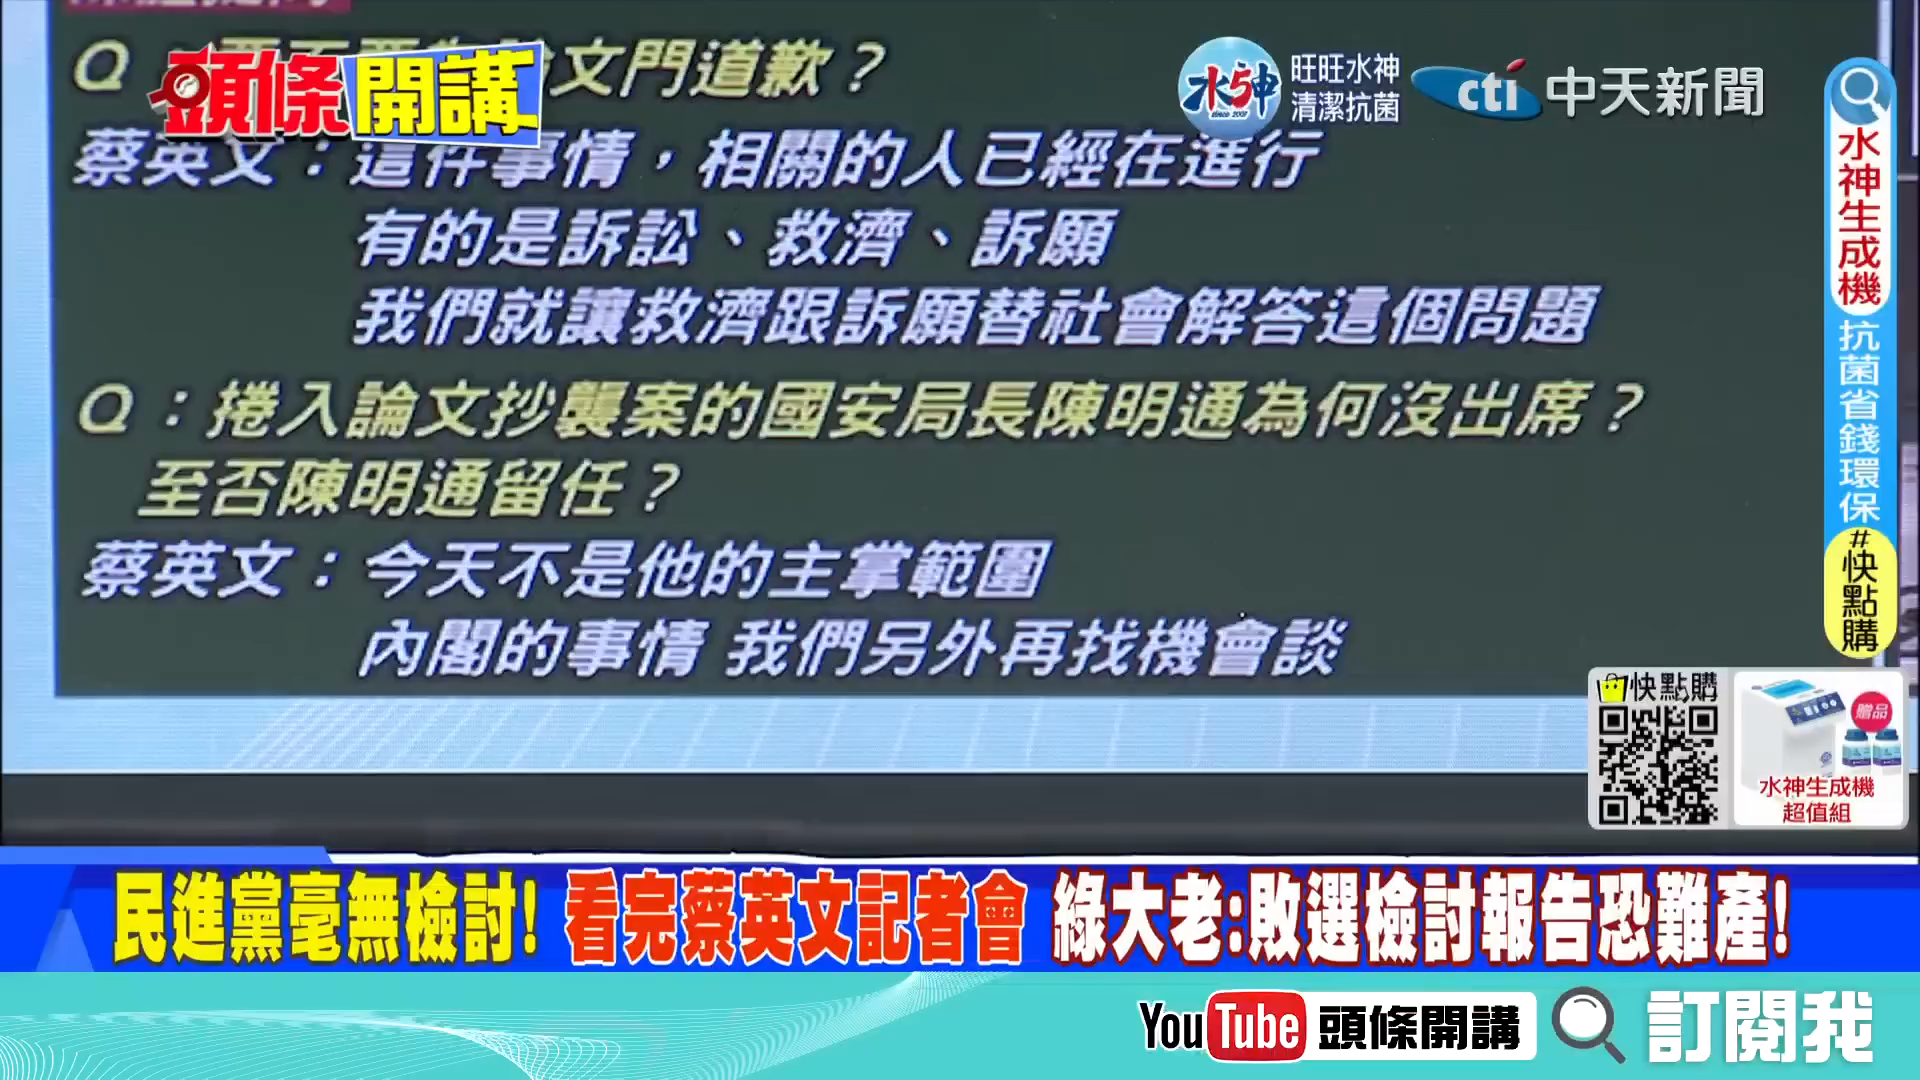 Q：要不要為論文門道歉？
頭條開講
蔡英文：這件事情，相關的人已經在進行
有的是訴訟、救濟、訴願
我們就讓救濟跟訴願替社會解答這個問題
Q：捲入論文抄襲案的國安局長陳明通為何沒出席？
至否陳明通留任？
蔡英文：今天不是他的主掌範圍
內閣的事情 我們另外再找機會談
水神
since 2007
旺旺水神
清潔抗菌
cti 中天新聞
水神生成機
抗菌省錢環保
#快點購
快點購
贈品
水神生成機
超值組
民進黨毫無檢討! 看完蔡英文記者會 綠大老:敗選檢討報告恐難產!
YouTube 頭條開講 訂閱我